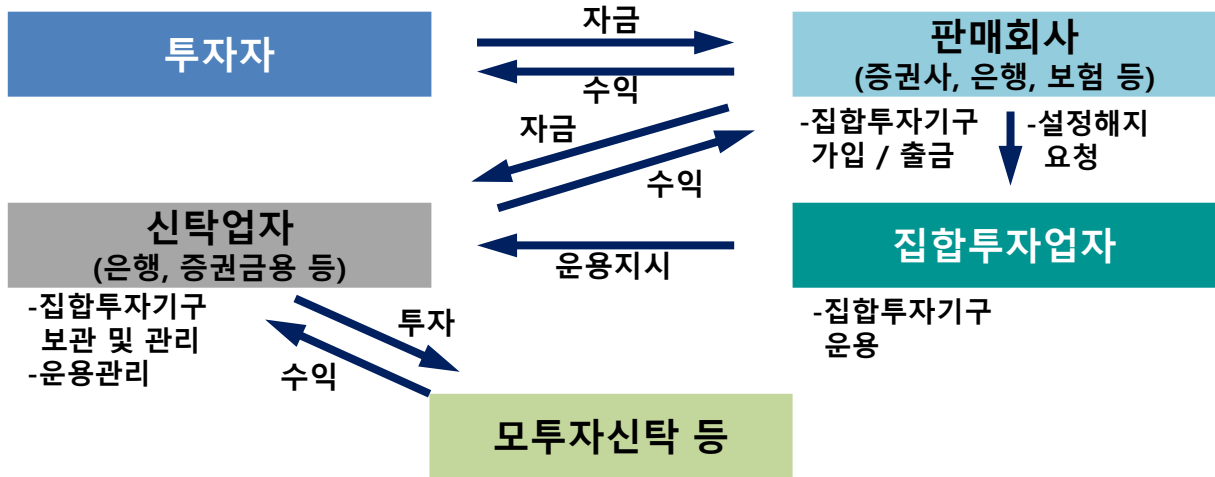 투자자
자금
수익
판매회사
(증권사, 은행, 보험 등)
-집합투자기구
가입 / 출금
-설정해지
요청
자금
수익
신탁업자
(은행, 증권금용 등)
운용지시
집합투자업자
-집합투자기구
보관 및 관리
-운용관리
투자
수익
-집합투자기구
운용
모투자신탁 등